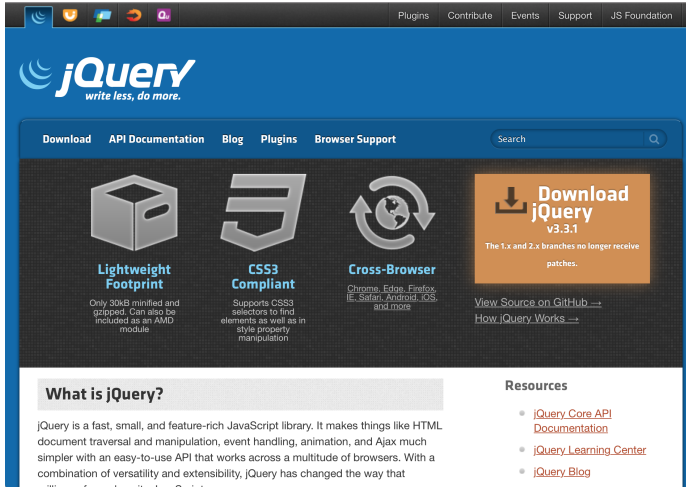 Plugins Contribute Events Support JS Foundation
jQuery
write less, do more.
Download API Documentation Blog Plugins Browser Support
Search
Lightweight
Footprint
Only 30kB minified and
gzipped. Can also be
included as an AMD
module
CSS3
Compliant
Supports CSS3
selectors to find
elements as well as in
style property
manipulation
Cross-Browser
Chrome, Edge, Firefox,
IE, Safari, Android, iOS,
and more
Download
jQuery
v3.3.1
The 1.x and 2.x branches no longer receive
patches.
View Source on GitHub →
How jQuery Works →
What is jQuery?
jQuery is a fast, small, and feature-rich JavaScript library. It makes things like HTML
document traversal and manipulation, event handling, animation, and Ajax much
simpler with an easy-to-use API that works across a multitude of browsers. With a
combination of versatility and extensibility, jQuery has changed the way that
Resources
jQuery Core API
Documentation
jQuery Learning Center
jQuery Blog